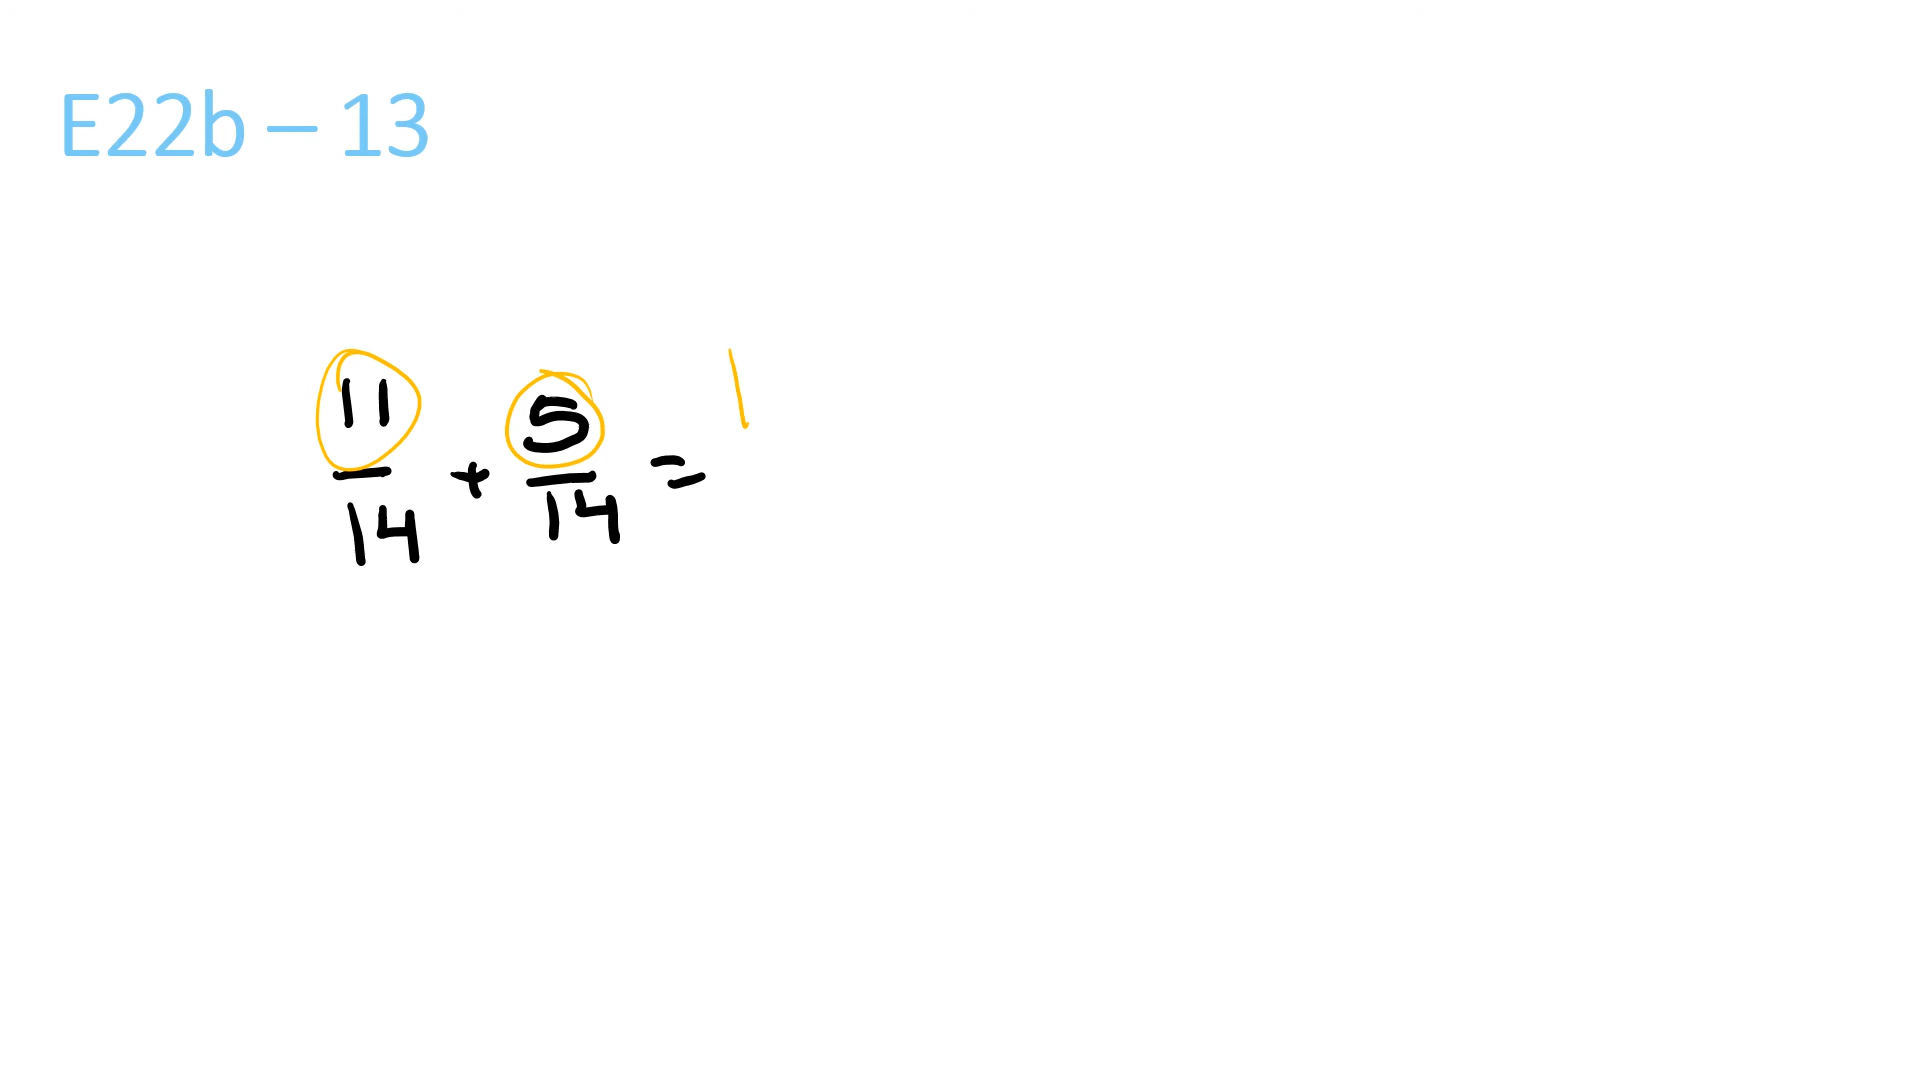 E22b – 13
11/14 + 5/14 = 1